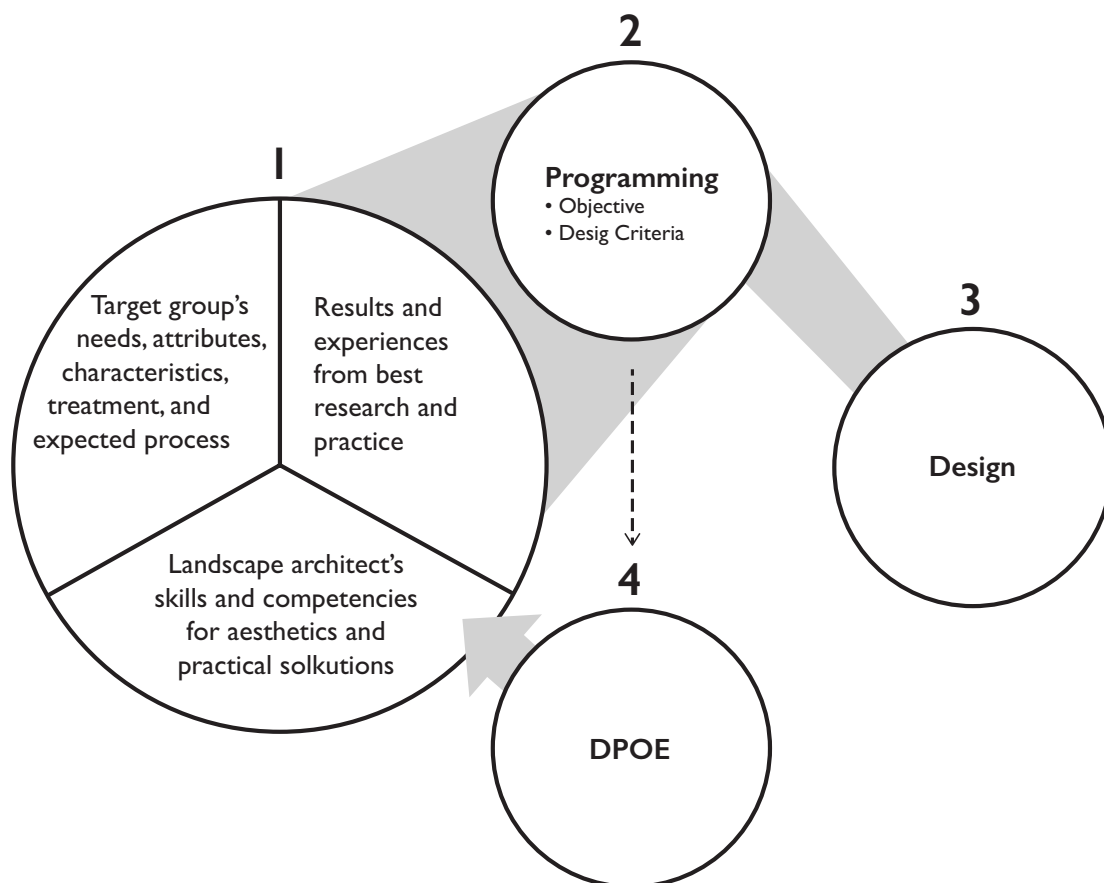 1
Target group's
needs, attributes,
characteristics,
treatment, and
expected process
Results and
experiences
from best
research and
practice
Landscape architect's
skills and competencies
for aesthetics and
practical solkutions
2
Programming
• Objective
• Desig Criteria
3
Design
4
DPOE